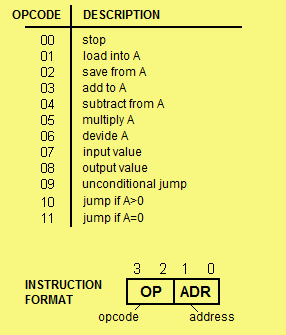 OPCODE DESCRIPTION
00 stop
01 load into A
02 save from A
03 add to A
04 subtract from A
05 multiply A
06 devide A
07 input value
08 output value
09 unconditional jump
10 jump if A>0
11 jump if A=0
3 2 1 0
INSTRUCTION FORMAT OP ADR
opcode address